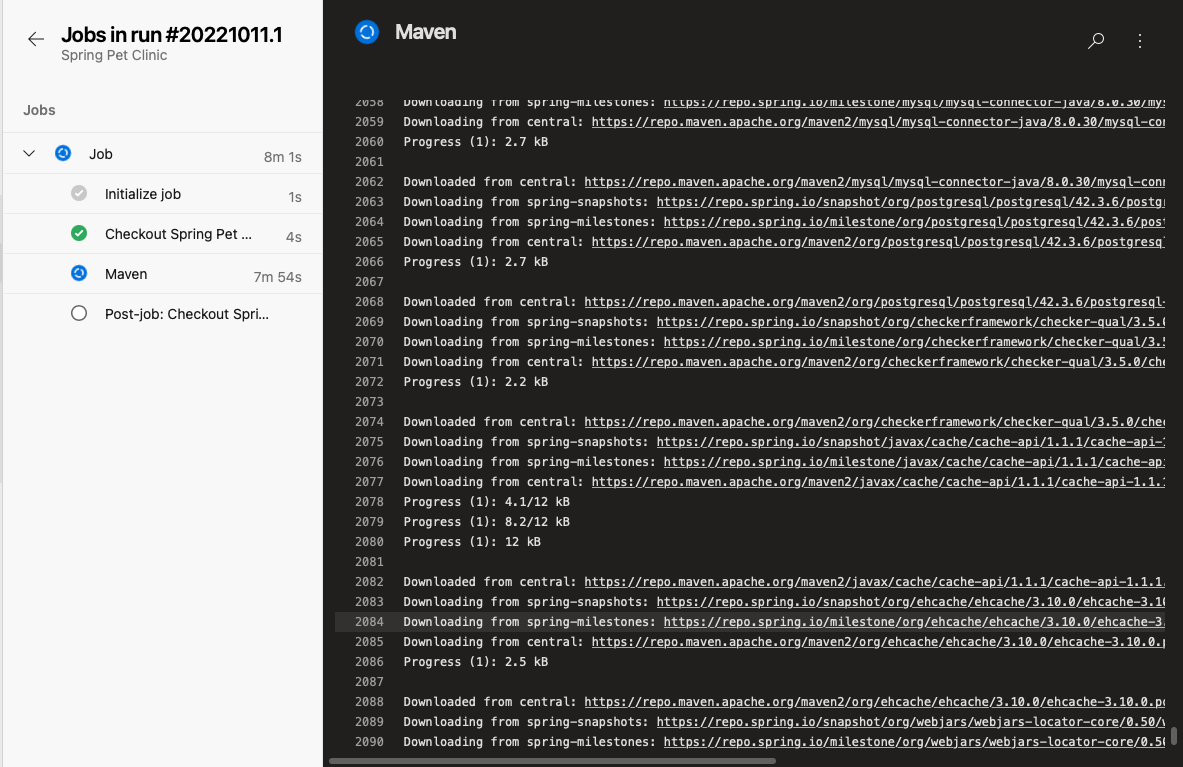 Jobs in run #20221011.1
Spring Pet Clinic
Jobs
Job 8m 1s
Initialize job 1s
Checkout Spring Pet ... 4s
Maven 7m 54s
Post-job: Checkout Spri...
Maven
2058 Downloading from spring-milestones: https://repo.spring.io/milestone/mysql/mysql-connector-java/8.0.30/mys
2059 Downloading from central: https://repo.maven.apache.org/maven2/mysql/mysql-connector-java/8.0.30/mysql-con
2060 Progress (1): 2.7 kB
2061
2062 Downloaded from central: https://repo.maven.apache.org/maven2/mysql/mysql-connector-java/8.0.30/mysql-conn
2063 Downloading from spring-snapshots: https://repo.spring.io/snapshot/org/postgresql/postgresql/42.3.6/postgr
2064 Downloading from spring-milestones: https://repo.spring.io/milestone/org/postgresql/postgresql/42.3.6/post
2065 Downloading from central: https://repo.maven.apache.org/maven2/org/postgresql/postgresql/42.3.6/postgresql
2066 Progress (1): 2.7 kB
2067
2068 Downloaded from central: https://repo.maven.apache.org/maven2/org/postgresql/postgresql/42.3.6/postgresql-
2069 Downloading from spring-snapshots: https://repo.spring.io/snapshot/org/checkerframework/checker-qual/3.5.0
2070 Downloading from spring-milestones: https://repo.spring.io/milestone/org/checkerframework/checker-qual/3.5
2071 Downloading from central: https://repo.maven.apache.org/maven2/org/checkerframework/checker-qual/3.5.0/che
2072 Progress (1): 2.2 kB
2073
2074 Downloaded from central: https://repo.maven.apache.org/maven2/org/checkerframework/checker-qual/3.5.0/chec
2075 Downloading from spring-snapshots: https://repo.spring.io/snapshot/javax/cache/cache-api/1.1.1/cache-api-1
2076 Downloading from spring-milestones: https://repo.spring.io/milestone/javax/cache/cache-api/1.1.1/cache-api
2077 Downloading from central: https://repo.maven.apache.org/maven2/javax/cache/cache-api/1.1.1/cache-api-1.1.1
2078 Progress (1): 4.1/12 kB
2079 Progress (1): 8.2/12 kB
2080 Progress (1): 12 kB
2081
2082 Downloaded from central: https://repo.maven.apache.org/maven2/javax/cache/cache-api/1.1.1/cache-api-1.1.1.
2083 Downloading from spring-snapshots: https://repo.spring.io/snapshot/org/ehcache/ehcache/3.10.0/ehcache-3.10
2084 Downloading from spring-milestones: https://repo.spring.io/milestone/org/ehcache/ehcache/3.10.0/ehcache-3.
2085 Downloading from central: https://repo.maven.apache.org/maven2/org/ehcache/ehcache/3.10.0/ehcache-3.10.0.p
2086 Progress (1): 2.5 kB
2087
2088 Downloaded from central: https://repo.maven.apache.org/maven2/org/ehcache/ehcache/3.10.0/ehcache-3.10.0.po
2089 Downloading from spring-snapshots: https://repo.spring.io/snapshot/org/webjars/webjars-locator-core/0.50/w
2090 Downloading from spring-milestones: https://repo.spring.io/milestone/org/webjars/webjars-locator-core/0.50